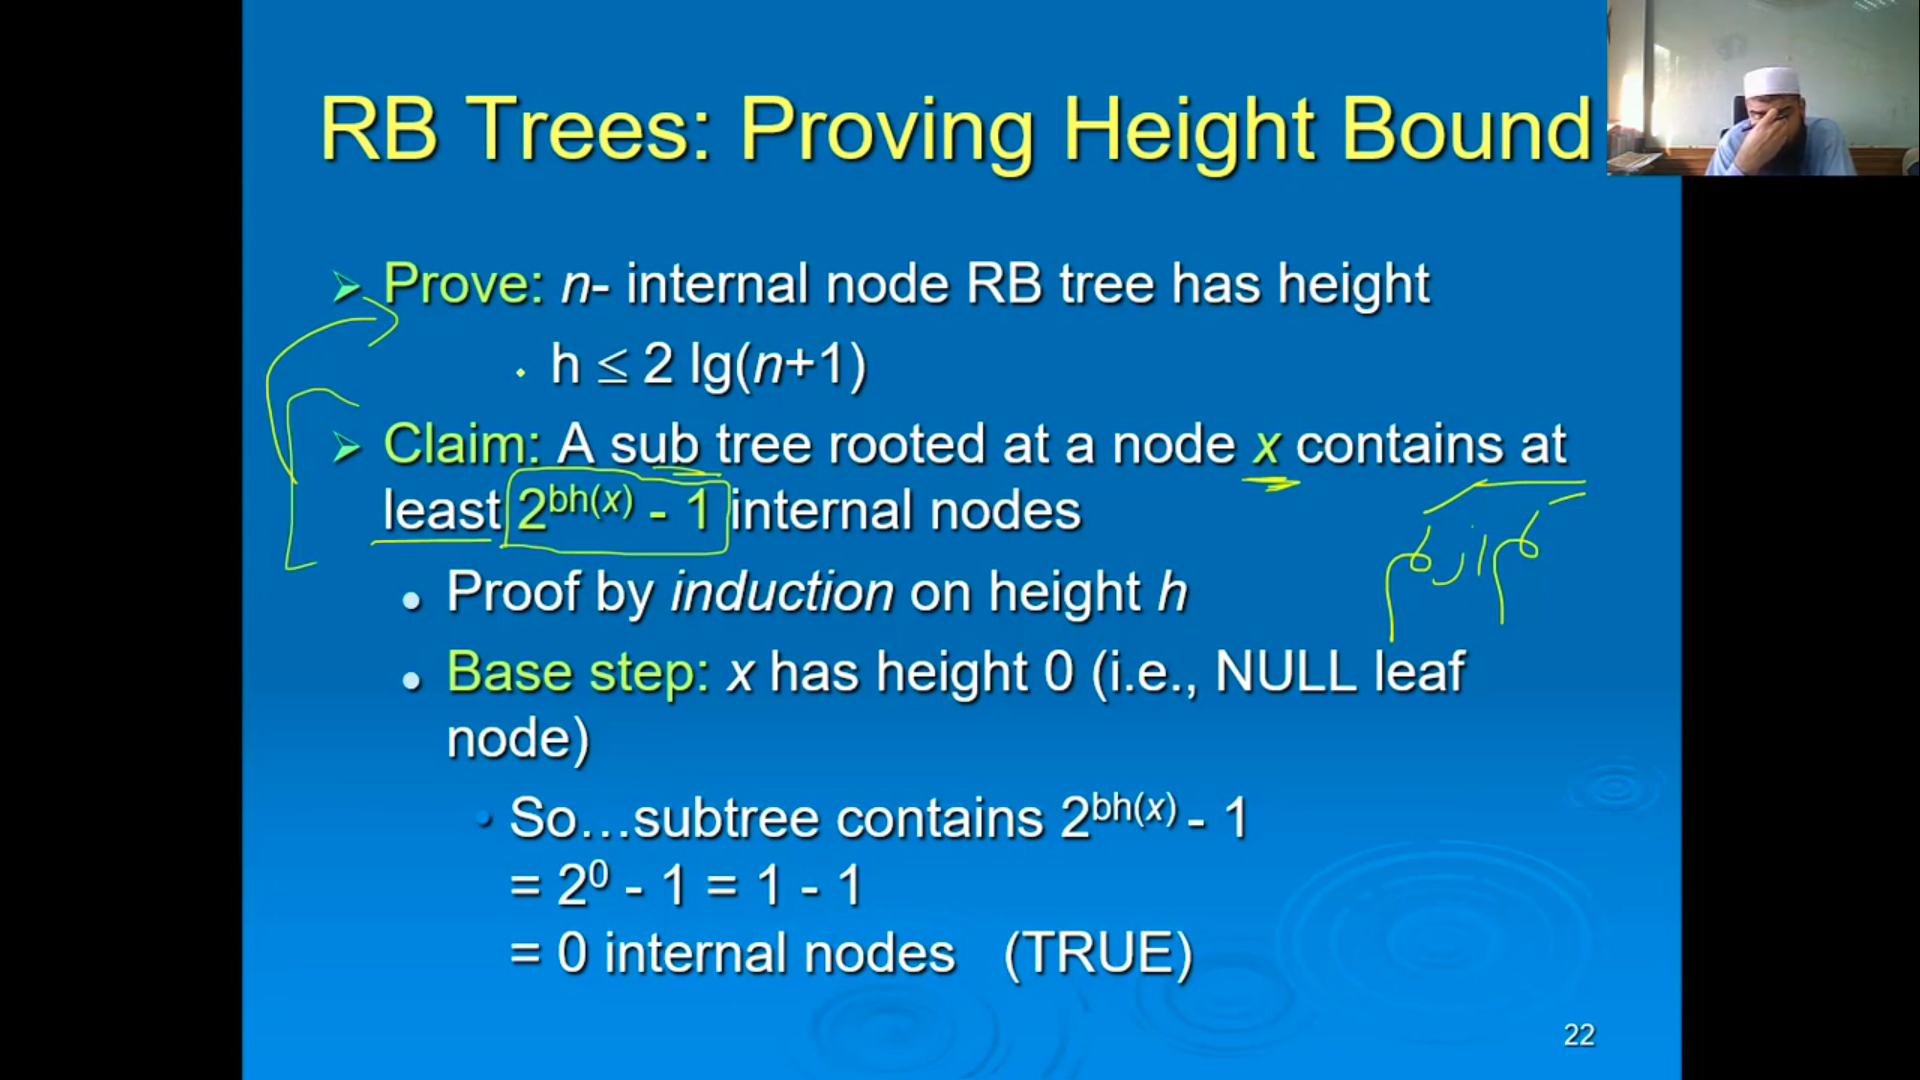 RB Trees: Proving Height Bound
Prove: n- internal node RB tree has height
h ≤ 2 lg(n+1)
Claim: A sub tree rooted at a node x contains at
least 2^bh(x) - 1 internal nodes
Proof by induction on height h
Base step: x has height 0 (i.e., NULL leaf
node)
So…subtree contains 2^bh(x) - 1
= 2^0 - 1 = 1 - 1
= 0 internal nodes (TRUE)
22